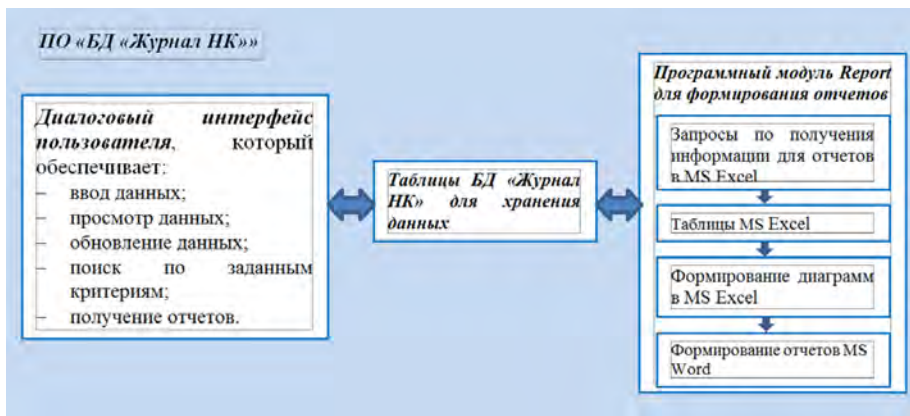 ПО «БД «Журнал НК»»
Диалоговый интерфейс
пользователя, который
обеспечивает:
– ввод данных;
– просмотр данных;
– обновление данных;
– поиск по заданным
критериям;
– получение отчетов.
Таблицы БД «Журнал
НК» для хранения
данных
Программный модуль Report
для формирования отчетов
Запросы по получения
информации для отчетов
в MS Excel
Таблицы MS Excel
Формирование диаграмм
в MS Excel
Формирование отчетов MS
Word